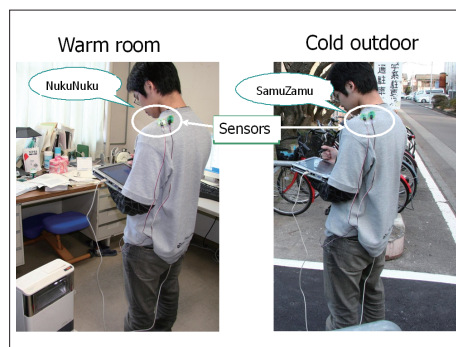 Warm room
Cold outdoor
NukuNuku
SamuZamu
Sensors